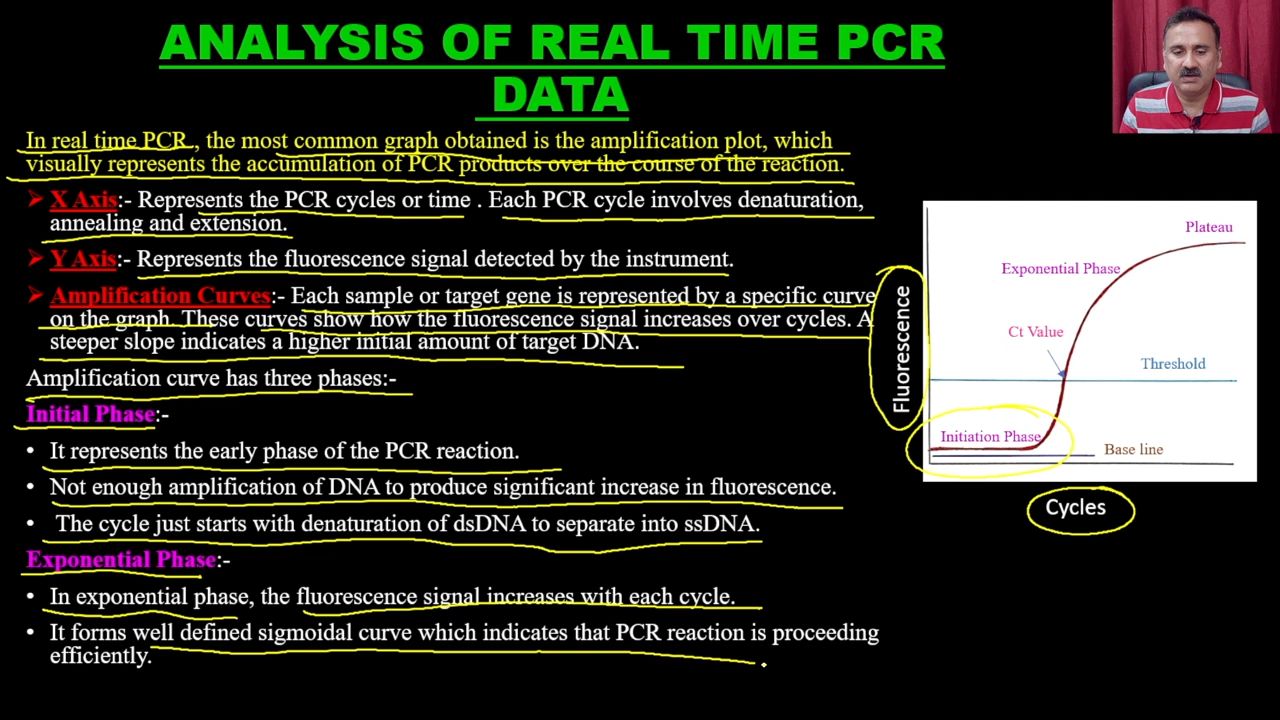 ANALYSIS OF REAL TIME PCR
DATA
In real time PCR , the most common graph obtained is the amplification plot, which
visually represents the accumulation of PCR products over the course of the reaction.
X Axis:- Represents the PCR cycles or time . Each PCR cycle involves denaturation,
annealing and extension.
Y Axis:- Represents the fluorescence signal detected by the instrument.
Amplification Curves:- Each sample or target gene is represented by a specific curve
on the graph. These curves show how the fluorescence signal increases over cycles. A
steeper slope indicates a higher initial amount of target DNA.
Amplification curve has three phases:-
Initial Phase:-
• It represents the early phase of the PCR reaction.
• Not enough amplification of DNA to produce significant increase in fluorescence.
• The cycle just starts with denaturation of dsDNA to separate into ssDNA.
Exponential Phase:-
• In exponential phase, the fluorescence signal increases with each cycle.
• It forms well defined sigmoidal curve which indicates that PCR reaction is proceeding
efficiently.
Plateau
Exponential Phase
Ct Value
Threshold
Fluorescence
Initiation Phase
Base line
Cycles